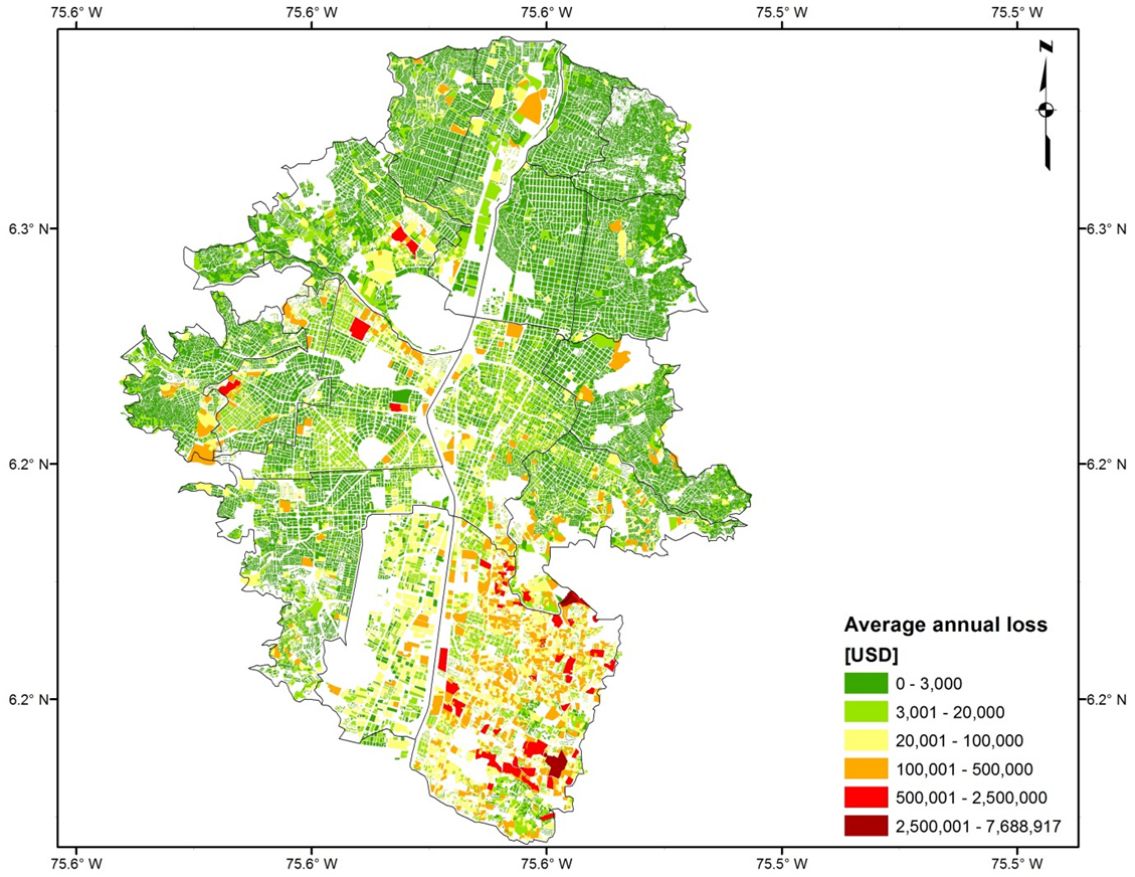 75.6° W 75.6° W 75.6° W 75.5° W 75.5° W
N
6.3° N 6.3° N
6.2° N 6.2° N
6.2° N 6.2° N
Average annual loss
[USD]
0 - 3,000
3,001 - 20,000
20,001 - 100,000
100,001 - 500,000
500,001 - 2,500,000
2,500,001 - 7,688,917
75.6° W 75.6° W 75.6° W 75.5° W 75.5° W